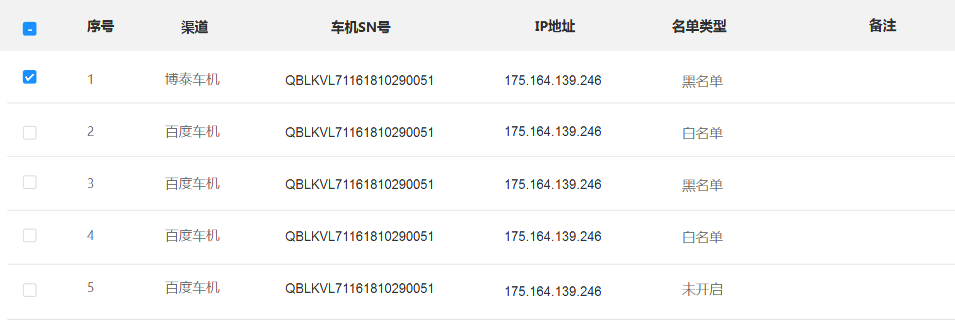 序号 渠道 车机SN号 IP地址 名单类型 备注
1 博泰车机 QBLKVL71161810290051 175.164.139.246 黑名单
2 百度车机 QBLKVL71161810290051 175.164.139.246 白名单
3 百度车机 QBLKVL71161810290051 175.164.139.246 黑名单
4 百度车机 QBLKVL71161810290051 175.164.139.246 白名单
5 百度车机 QBLKVL71161810290051 175.164.139.246 未开启